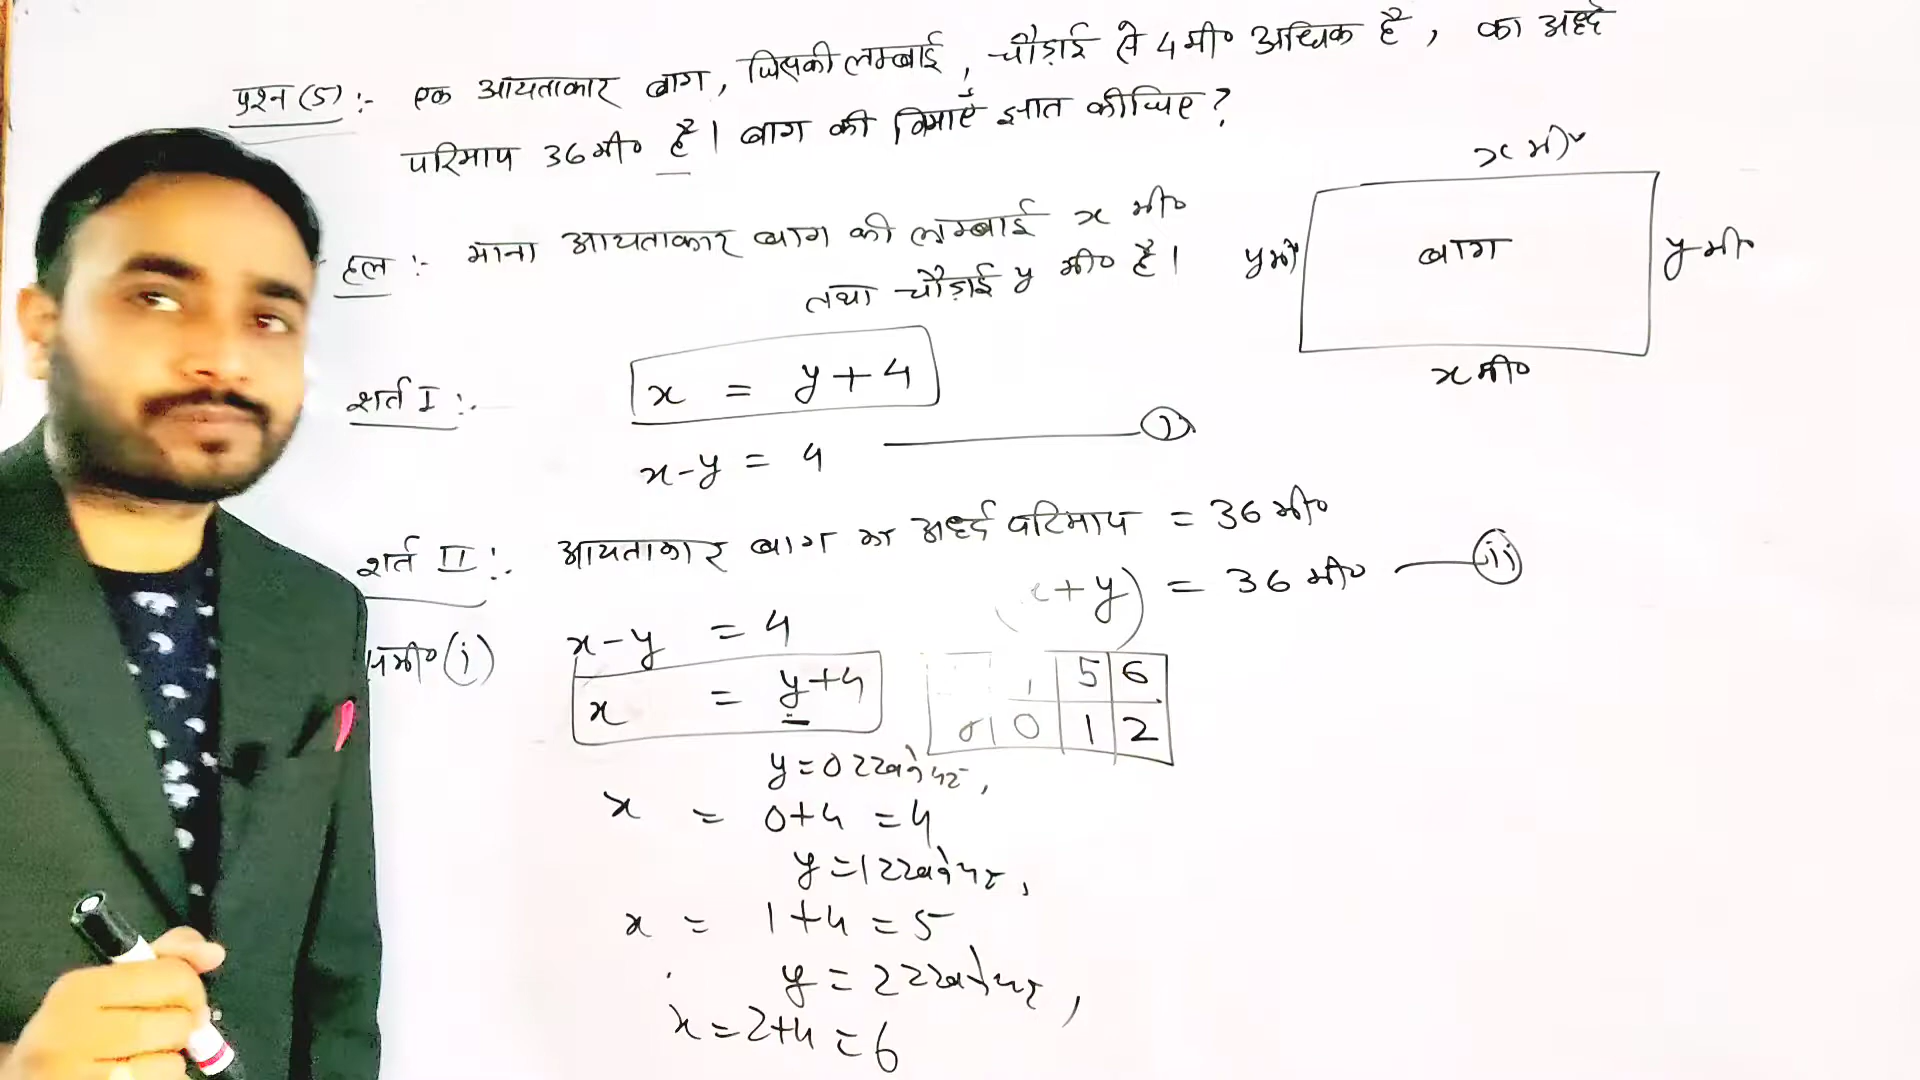 प्रश्न (5) :- एक आयताकार बाग, जिसकी लम्बाई, चौड़ाई से 4 मी० अधिक है, का अर्द्ध
परिमाप 36 मी० है। बाग की विमाएँ ज्ञात कीजिए?
हल :- माना आयताकार बाग की लम्बाई x मी०
तथा चौड़ाई y मी० है।
x मी०
y मी०
बाग
y मी०
x मी०
शर्त I :-
x = y+4
x-y = 4 (i)
शर्त II :- आयताकार बाग का अर्द्ध परिमाप = 36 मी०
+y) = 36 मी० (ii)
समी० (i) x-y = 4
x = y+4
5 6
0 1 2
y=0 रखने पर,
x = 0+4 = 4
y=1 रखने पर,
x = 1+4 = 5
y = 2 रखने पर,
x = 2+4 = 6